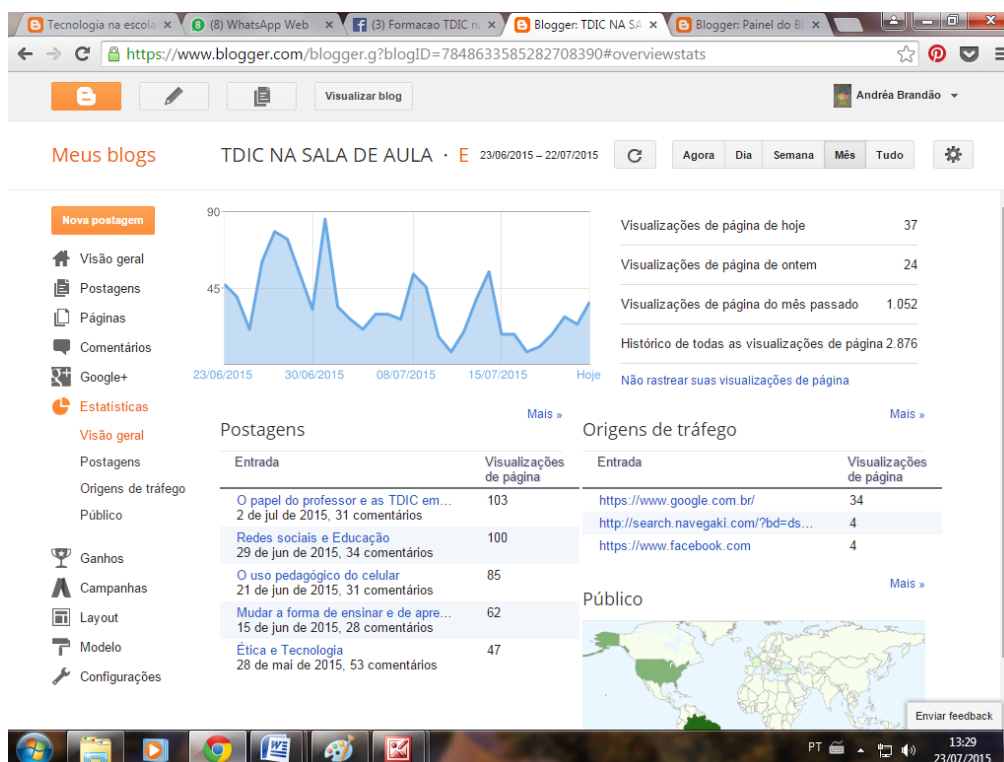 Tecnologia na escola
(8) WhatsApp Web
(3) Formacao TDIC n
Blogger: TDIC NA SA
Blogger: Painel do Bl
https://www.blogger.com/blogger.g?blogID=7848633585282708390#overviewstats
Visualizar blog
Andréa Brandão
Meus blogs
TDIC NA SALA DE AULA · E 23/06/2015 – 22/07/2015
Agora Dia Semana Mês Tudo
Nova postagem
Visão geral
Postagens
Páginas
Comentários
Google+
Estatísticas
Visão geral
Postagens
Origens de tráfego
Público
Ganhos
Campanhas
Layout
Modelo
Configurações
90
45
23/06/2015 30/06/2015 08/07/2015 15/07/2015 Hoje
Visualizações de página de hoje 37
Visualizações de página de ontem 24
Visualizações de página do mês passado 1.052
Histórico de todas as visualizações de página 2.876
Não rastrear suas visualizações de página
Mais »
Postagens
Entrada Visualizações
de página
O papel do professor e as TDIC em... 103
2 de jul de 2015, 31 comentários
Redes sociais e Educação 100
29 de jun de 2015, 34 comentários
O uso pedagógico do celular 85
21 de jun de 2015, 31 comentários
Mudar a forma de ensinar e de apre... 62
15 de jun de 2015, 28 comentários
Ética e Tecnologia 47
28 de mai de 2015, 53 comentários
Mais »
Origens de tráfego
Entrada Visualizações
de página
https://www.google.com.br/ 34
http://search.navegaki.com/?bd=ds... 4
https://www.facebook.com 4
Mais »
Público
Enviar feedback
PT
13:29
23/07/2015